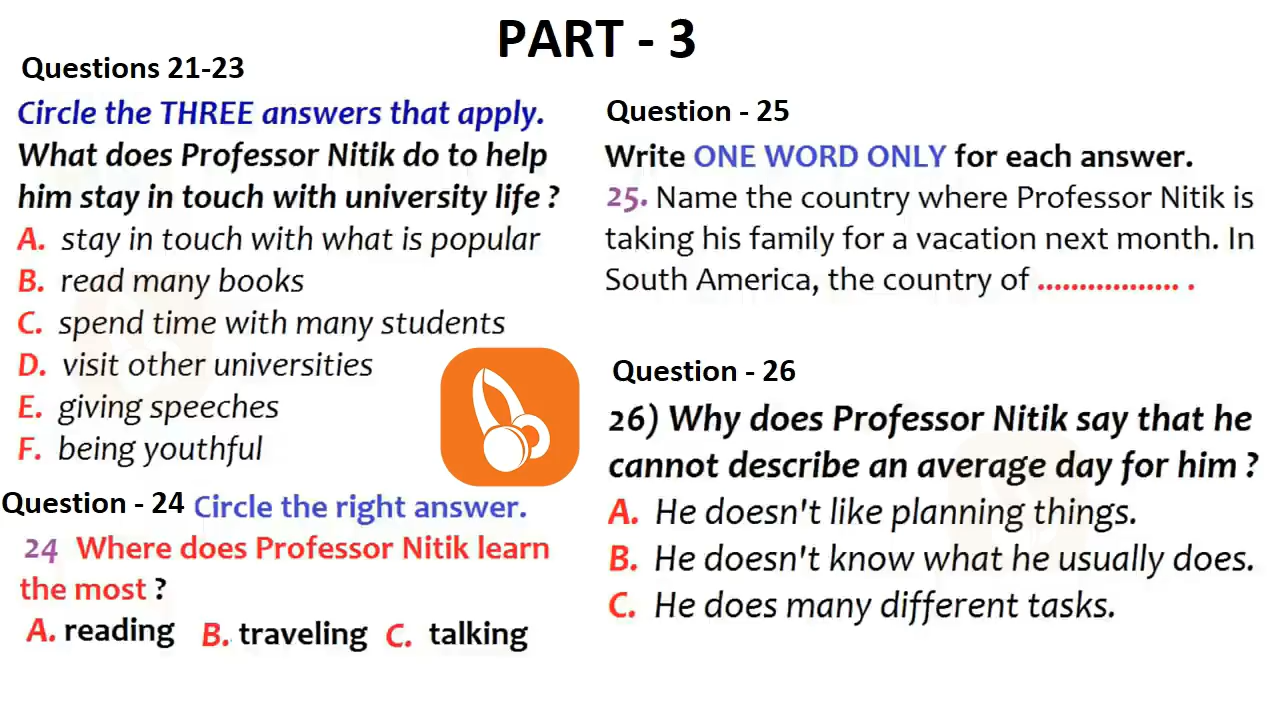 PART - 3
Questions 21-23
Circle the THREE answers that apply.
What does Professor Nitik do to help
him stay in touch with university life ?
A. stay in touch with what is popular
B. read many books
C. spend time with many students
D. visit other universities
E. giving speeches
F. being youthful
Question - 24 Circle the right answer.
24 Where does Professor Nitik learn
the most ?
A. reading B. traveling C. talking
Question - 25
Write ONE WORD ONLY for each answer.
25. Name the country where Professor Nitik is
taking his family for a vacation next month. In
South America, the country of ................. .
Question - 26
26) Why does Professor Nitik say that he
cannot describe an average day for him ?
A. He doesn't like planning things.
B. He doesn't know what he usually does.
C. He does many different tasks.